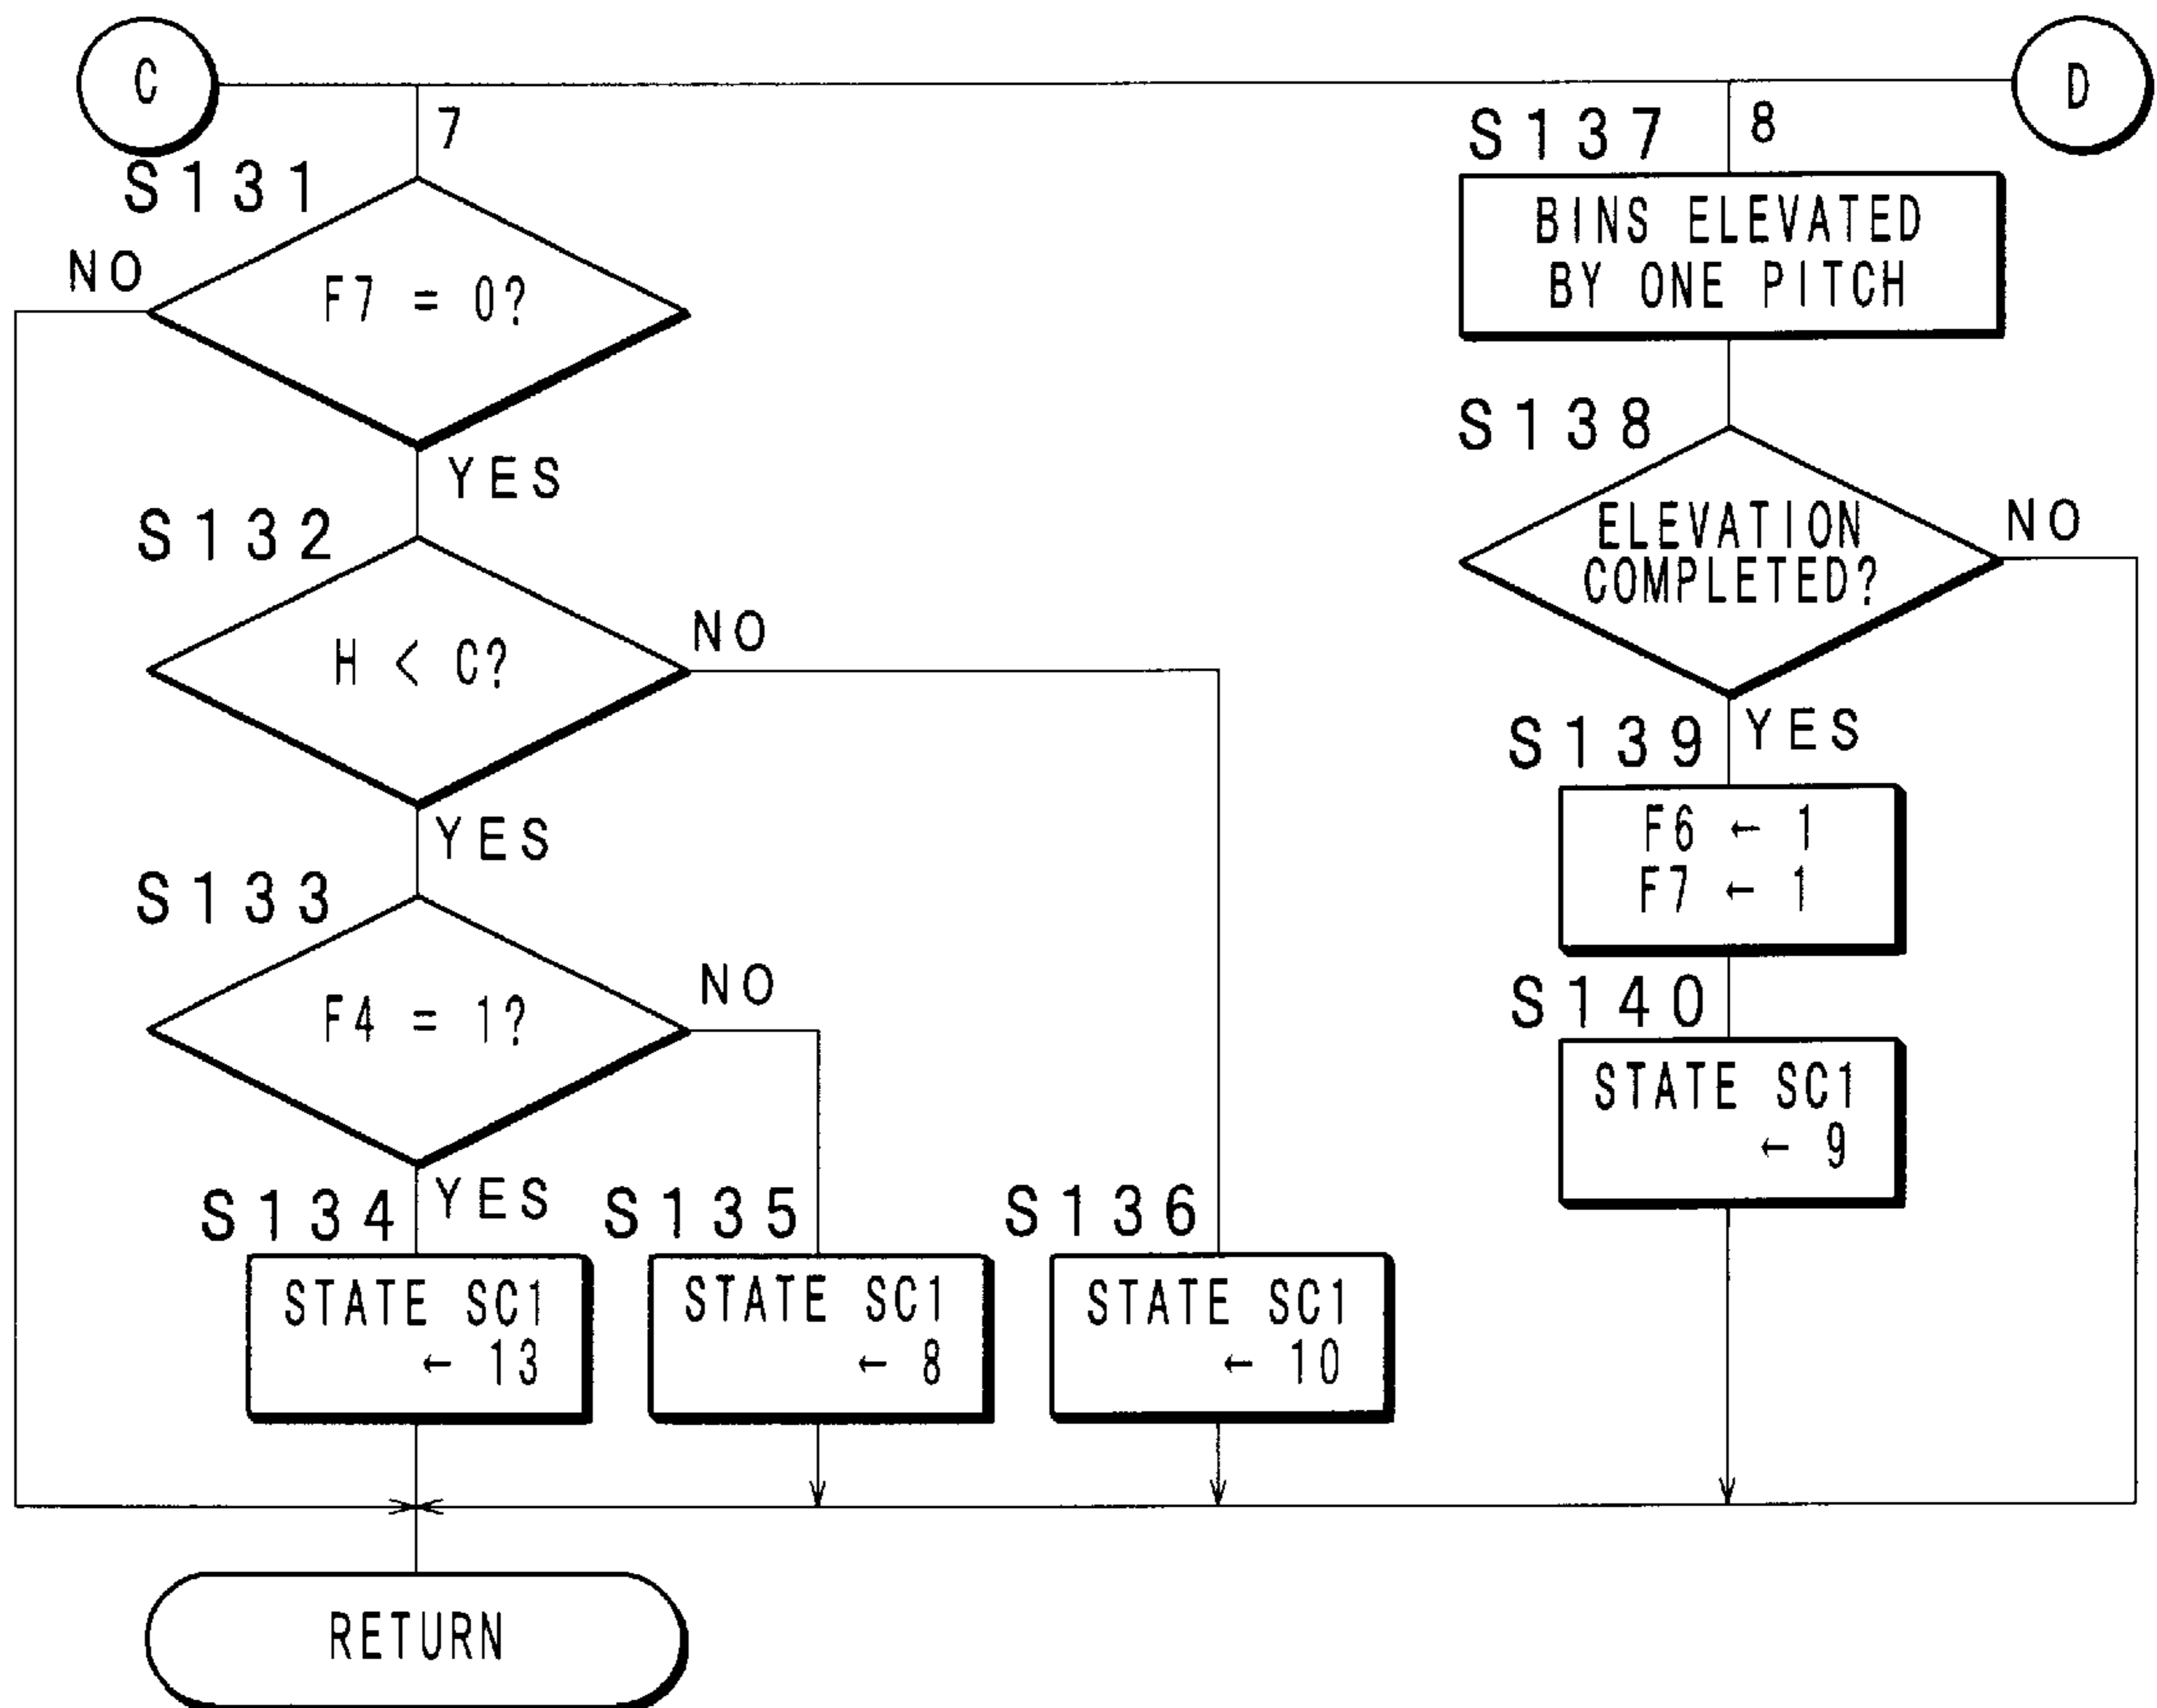 C
D
7
8
S131
NO
F7 = 0?
YES
S132
H < C?
NO
YES
S133
F4 = 1?
NO
YES
S134
STATE SC1
← 13
S135
STATE SC1
← 8
S136
STATE SC1
← 10
S137
BINS ELEVATED
BY ONE PITCH
S138
ELEVATION
COMPLETED?
NO
YES
S139
F6 ← 1
F7 ← 1
S140
STATE SC1
← 9
RETURN